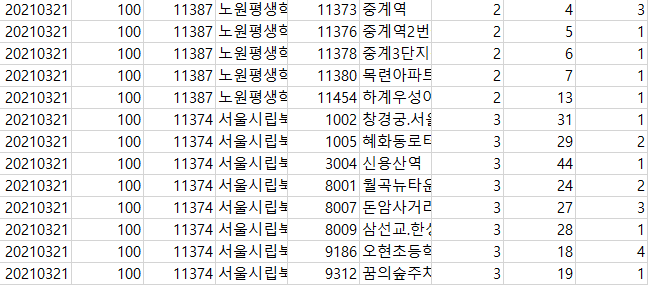 20210321 100 11387 노원평생학 11373 중계역 2 4 3
20210321 100 11387 노원평생학 11376 중계역2번 2 5 1
20210321 100 11387 노원평생학 11378 중계3단지 2 6 1
20210321 100 11387 노원평생학 11380 목련아파트 2 7 1
20210321 100 11387 노원평생학 11454 하계우성아 2 13 1
20210321 100 11374 서울시립북 1002 창경궁.서울 3 31 1
20210321 100 11374 서울시립북 1005 혜화동로터 3 29 2
20210321 100 11374 서울시립북 3004 신용산역 3 44 1
20210321 100 11374 서울시립북 8001 월곡뉴타운 3 24 2
20210321 100 11374 서울시립북 8007 돈암사거리 3 27 3
20210321 100 11374 서울시립북 8009 삼선교.한성 3 28 1
20210321 100 11374 서울시립북 9186 오현초등학 3 18 4
20210321 100 11374 서울시립북 9312 꿈의숲주차 3 19 1